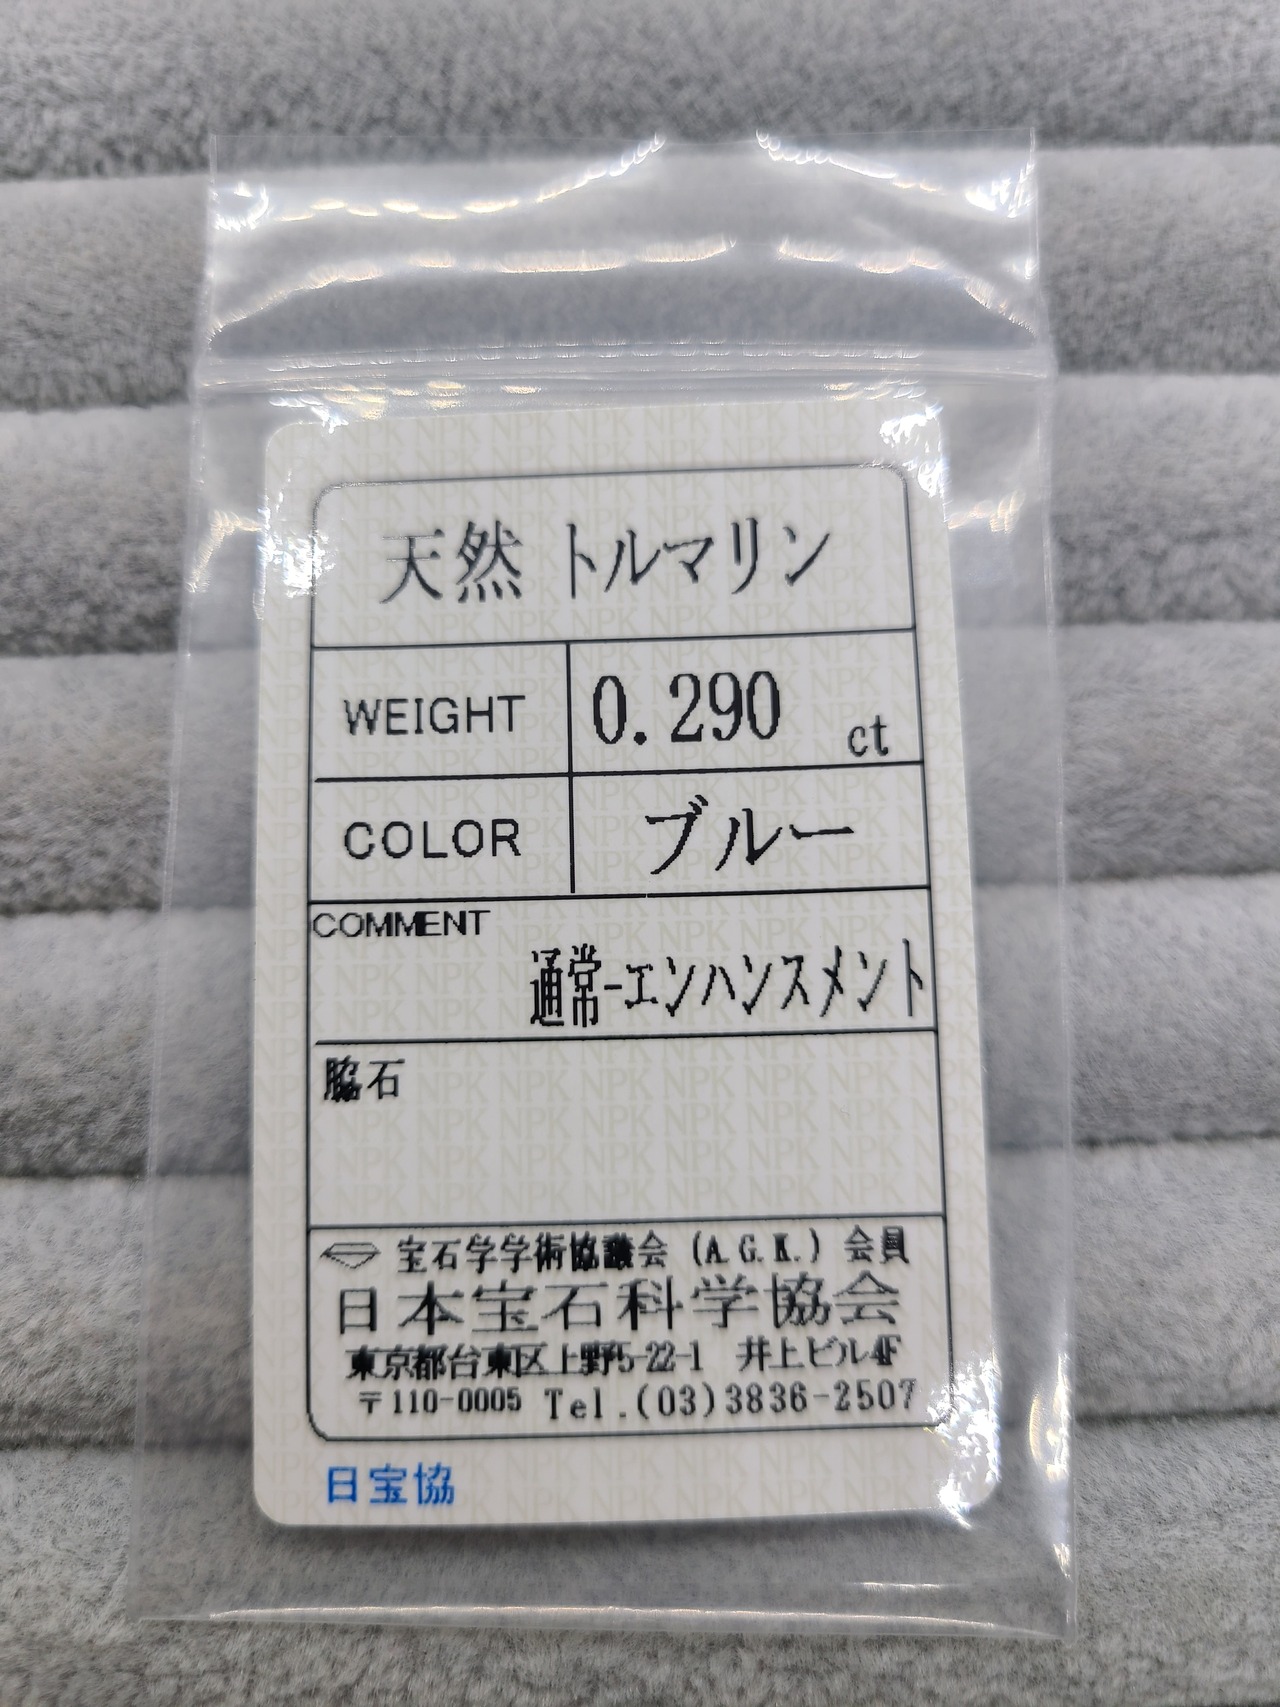 天然 トルマリン
WEIGHT 0.290 ct
COLOR ブルー
COMMENT
通常-エンハンスメント
脇石
宝石学学術協議会 (A.G.K.) 会員
日本宝石科学協会
東京都台東区上野5-22-1 井上ビル4F
〒110-0005 Tel.(03)3836-2507
日宝協